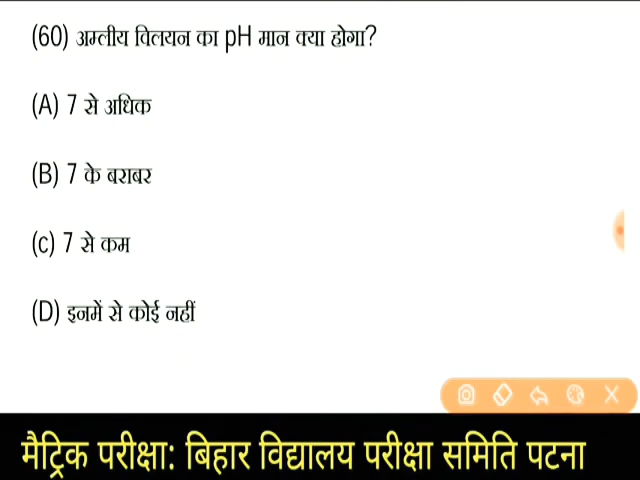 (60) अम्लीय विलयन का pH मान क्या होगा?
(A) 7 से अधिक
(B) 7 के बराबर
(c) 7 से कम
(D) इनमें से कोई नहीं
मैट्रिक परीक्षा: बिहार विद्यालय परीक्षा समिति पटना